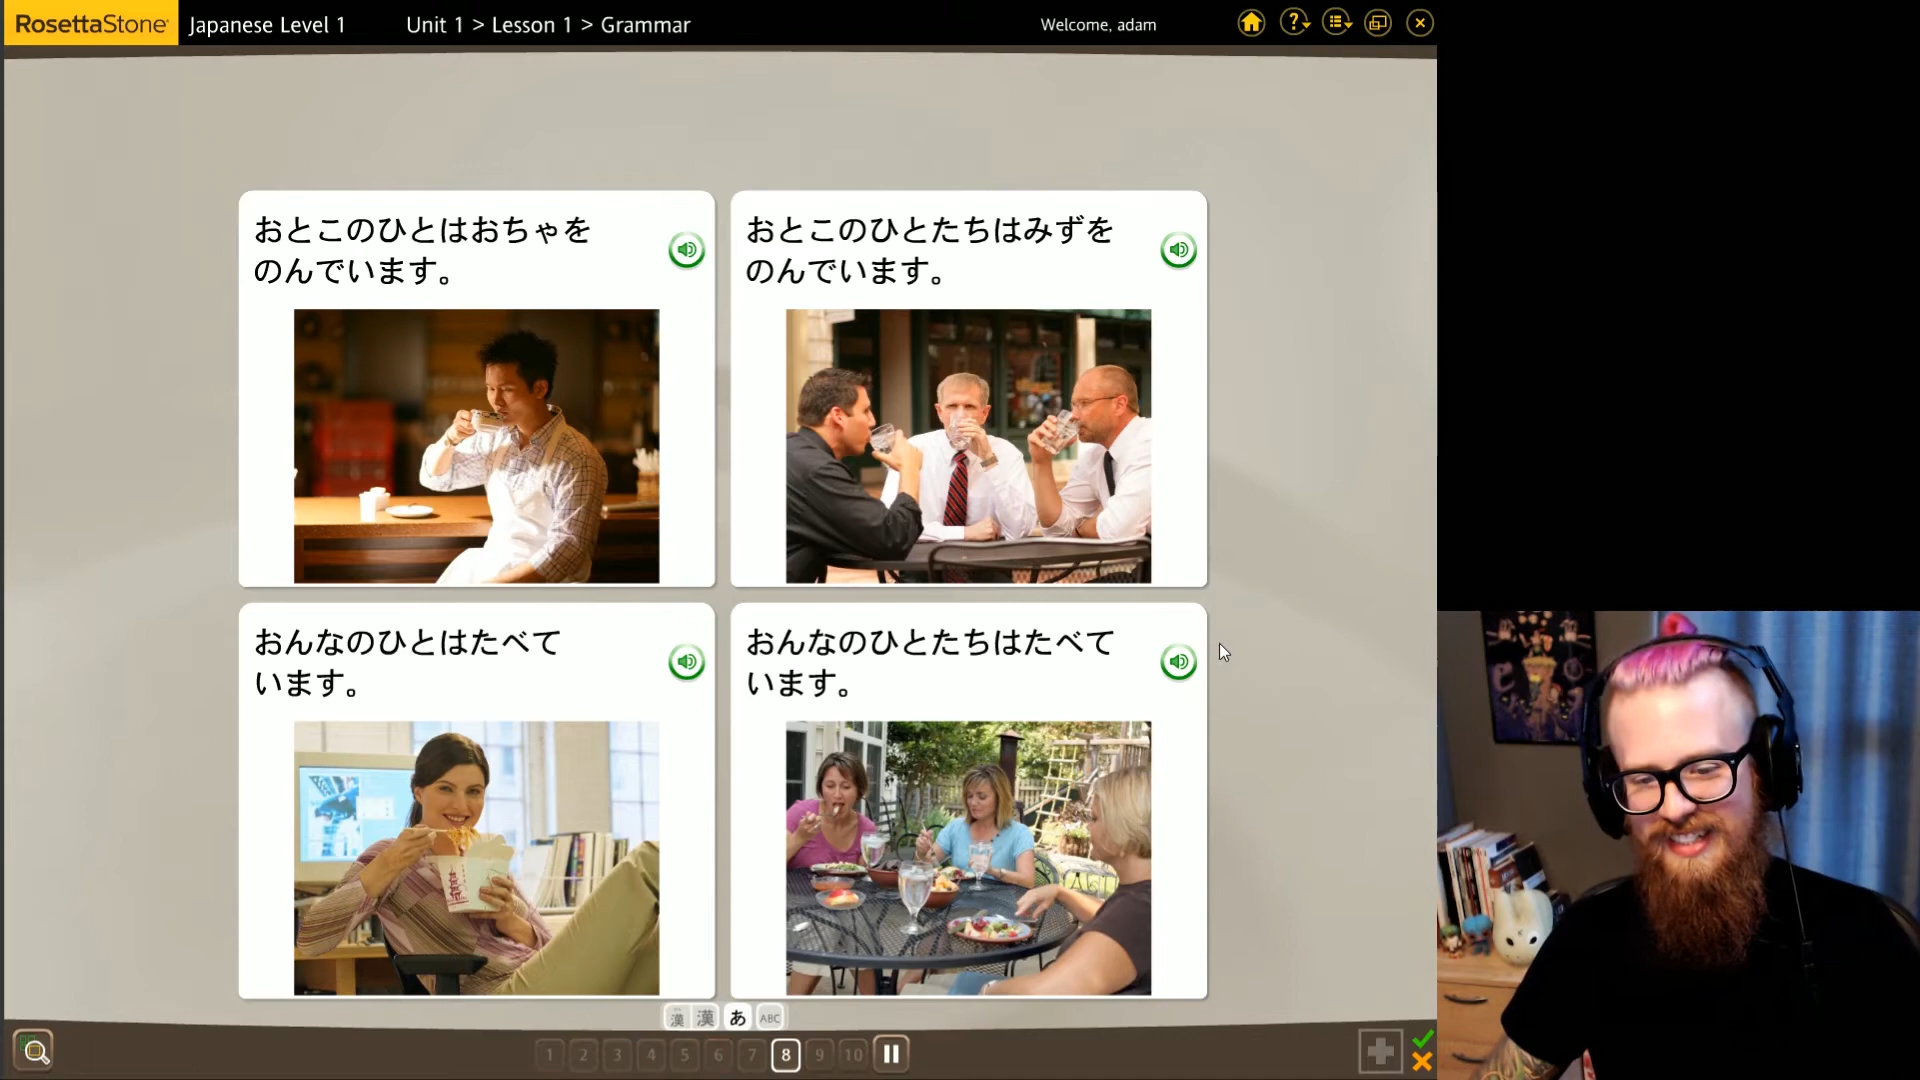 RosettaStone
Japanese Level 1
Unit 1 > Lesson 1 > Grammar
Welcome, adam
おとこのひとはおちゃを
のんでいます。
おとこのひとたちはみずを
のんでいます。
おんなのひとはたべて
います。
おんなのひとたちはたべて
います。
漢 漢 あ ABC
1 2 3 4 5 6 7 8 9 10